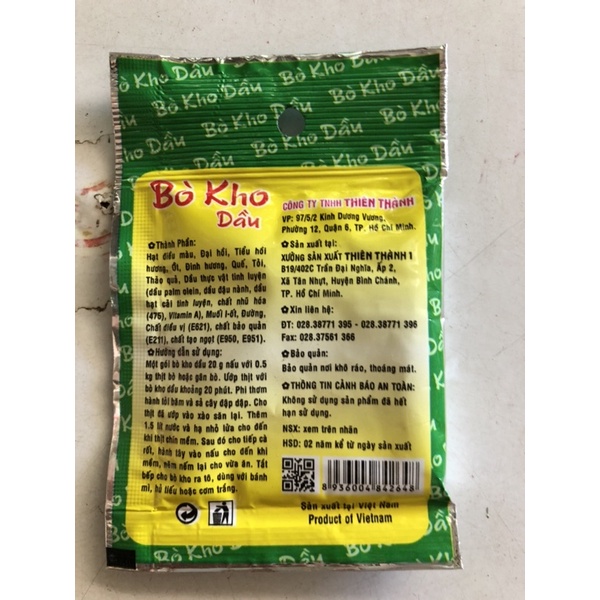 Bò Kho Dầu
Bò Kho Dầu
Bò Kho Dầu
Bò Kho
Dầu
✿Thành Phần:
Hạt điều màu, Đại hồi, Tiểu hồi
hương, Ớt, Đinh hương, Quế, Tỏi,
Thảo quả, Dầu thực vật tinh luyện
(dầu palm olein, dầu đậu nành, dầu
hạt cải tinh luyện, chất nhũ hóa
(475), Vitamin A), Muối I-ốt, Đường,
Chất điều vị (E621), chất bảo quản
(E211), chất tạo ngọt (E950, E951).
✿Hướng dẫn sử dụng:
Một gói bò kho dầu 20 g nấu với 0.5
kg thịt bò hoặc gân bò. Ướp thịt với
bò kho dầu khoảng 20 phút. Phi thơm
hành tỏi băm và sả cây đập dập. Cho
thịt đã ướp vào xào săn lại. Thêm
1.5 lít nước và hạ nhỏ lửa cho đến
khi thịt chín mềm. Sau đó cho tiếp cà
rốt, hành tây vào nấu cho đến khi
mềm, nêm nếm lại cho vừa ăn. Tắt
bếp cho bò kho ra tô, dùng với bánh
mì, hủ tiếu hoặc cơm trắng.
CÔNG TY TNHH THIÊN THÀNH
VP: 97/5/2 Kinh Dương Vương,
Phường 12, Quận 6, TP. Hồ Chí Minh.
✿Sản xuất tại:
XƯỞNG SẢN XUẤT THIÊN THÀNH 1
B19/402C Trần Đại Nghĩa, Ấp 2,
Xã Tân Nhựt, Huyện Bình Chánh,
TP. Hồ Chí Minh.
✿Xin liên hệ:
ĐT: 028.38771 395 - 028.38771 396
Fax: 028.37561 366
✿Bảo quản:
Bảo quản nơi khô ráo, thoáng mát.
✿THÔNG TIN CẢNH BÁO AN TOÀN:
Không sử dụng sản phẩm đã hết
hạn sử dụng.
NSX: xem trên nhãn
HSD: 02 năm kể từ ngày sản xuất
8 936004 842648
Sản xuất tại Việt Nam
Product of Vietnam
Bò Kho Dầu